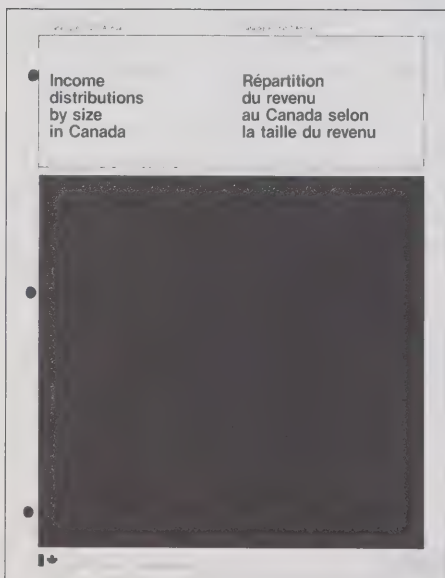 Income
distributions
by size
in Canada
Répartition
du revenu
au Canada selon
la taille du revenu